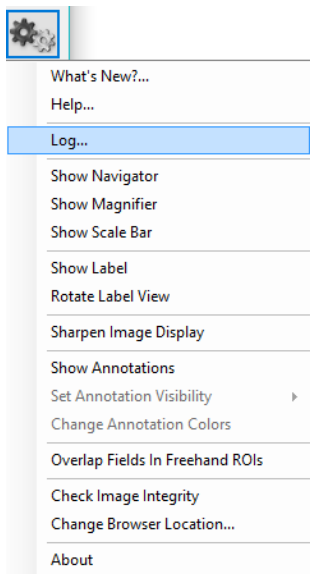 What's New?...
Help...
Log...
Show Navigator
Show Magnifier
Show Scale Bar
Show Label
Rotate Label View
Sharpen Image Display
Show Annotations
Set Annotation Visibility
Change Annotation Colors
Overlap Fields In Freehand ROIs
Check Image Integrity
Change Browser Location...
About